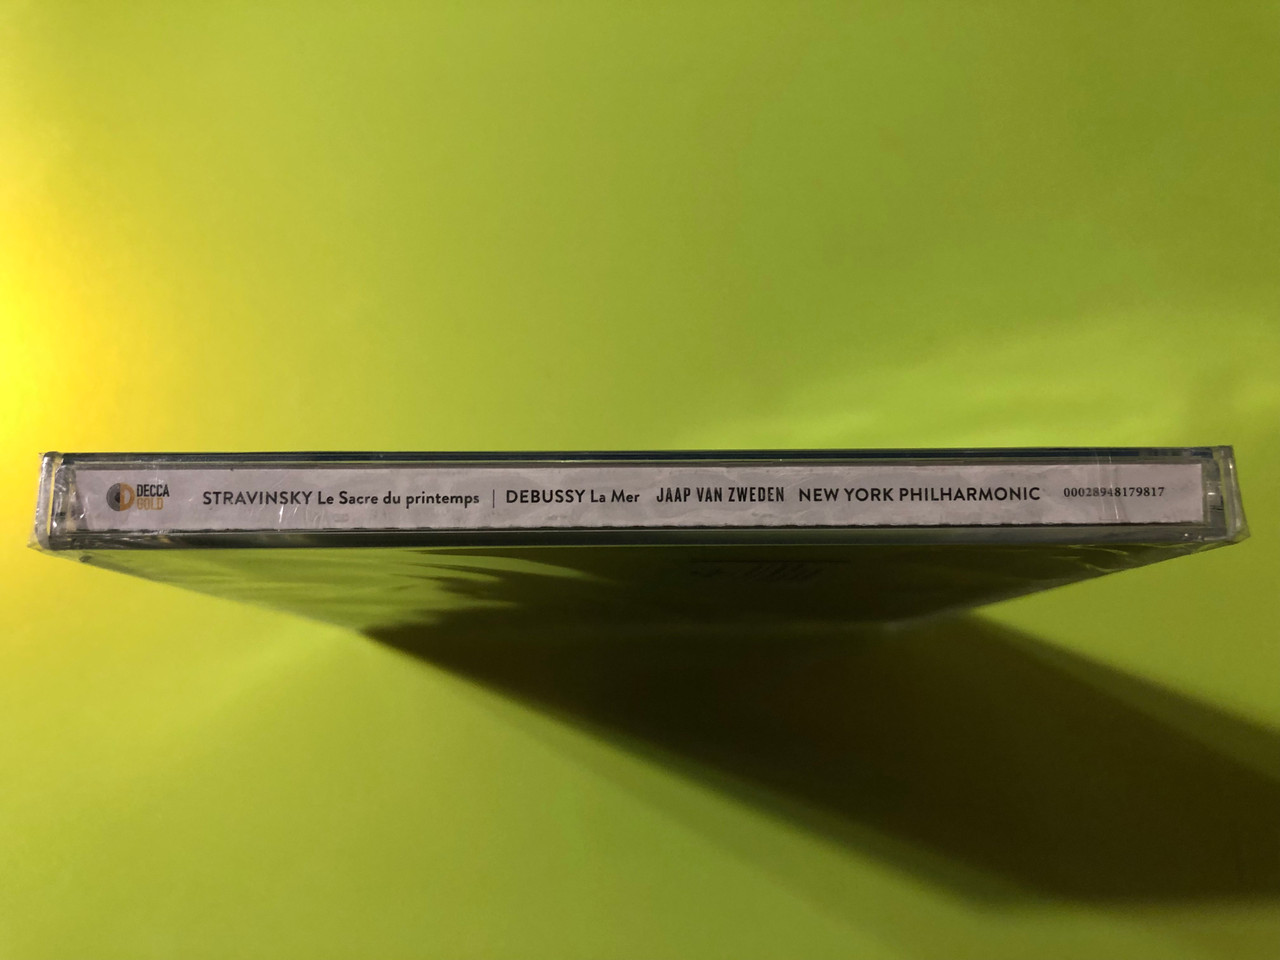 DECCA GOLD STRAVINSKY Le Sacre du printemps | DEBUSSY La Mer JAAP VAN ZWEDEN NEW YORK PHILHARMONIC 00028948179817